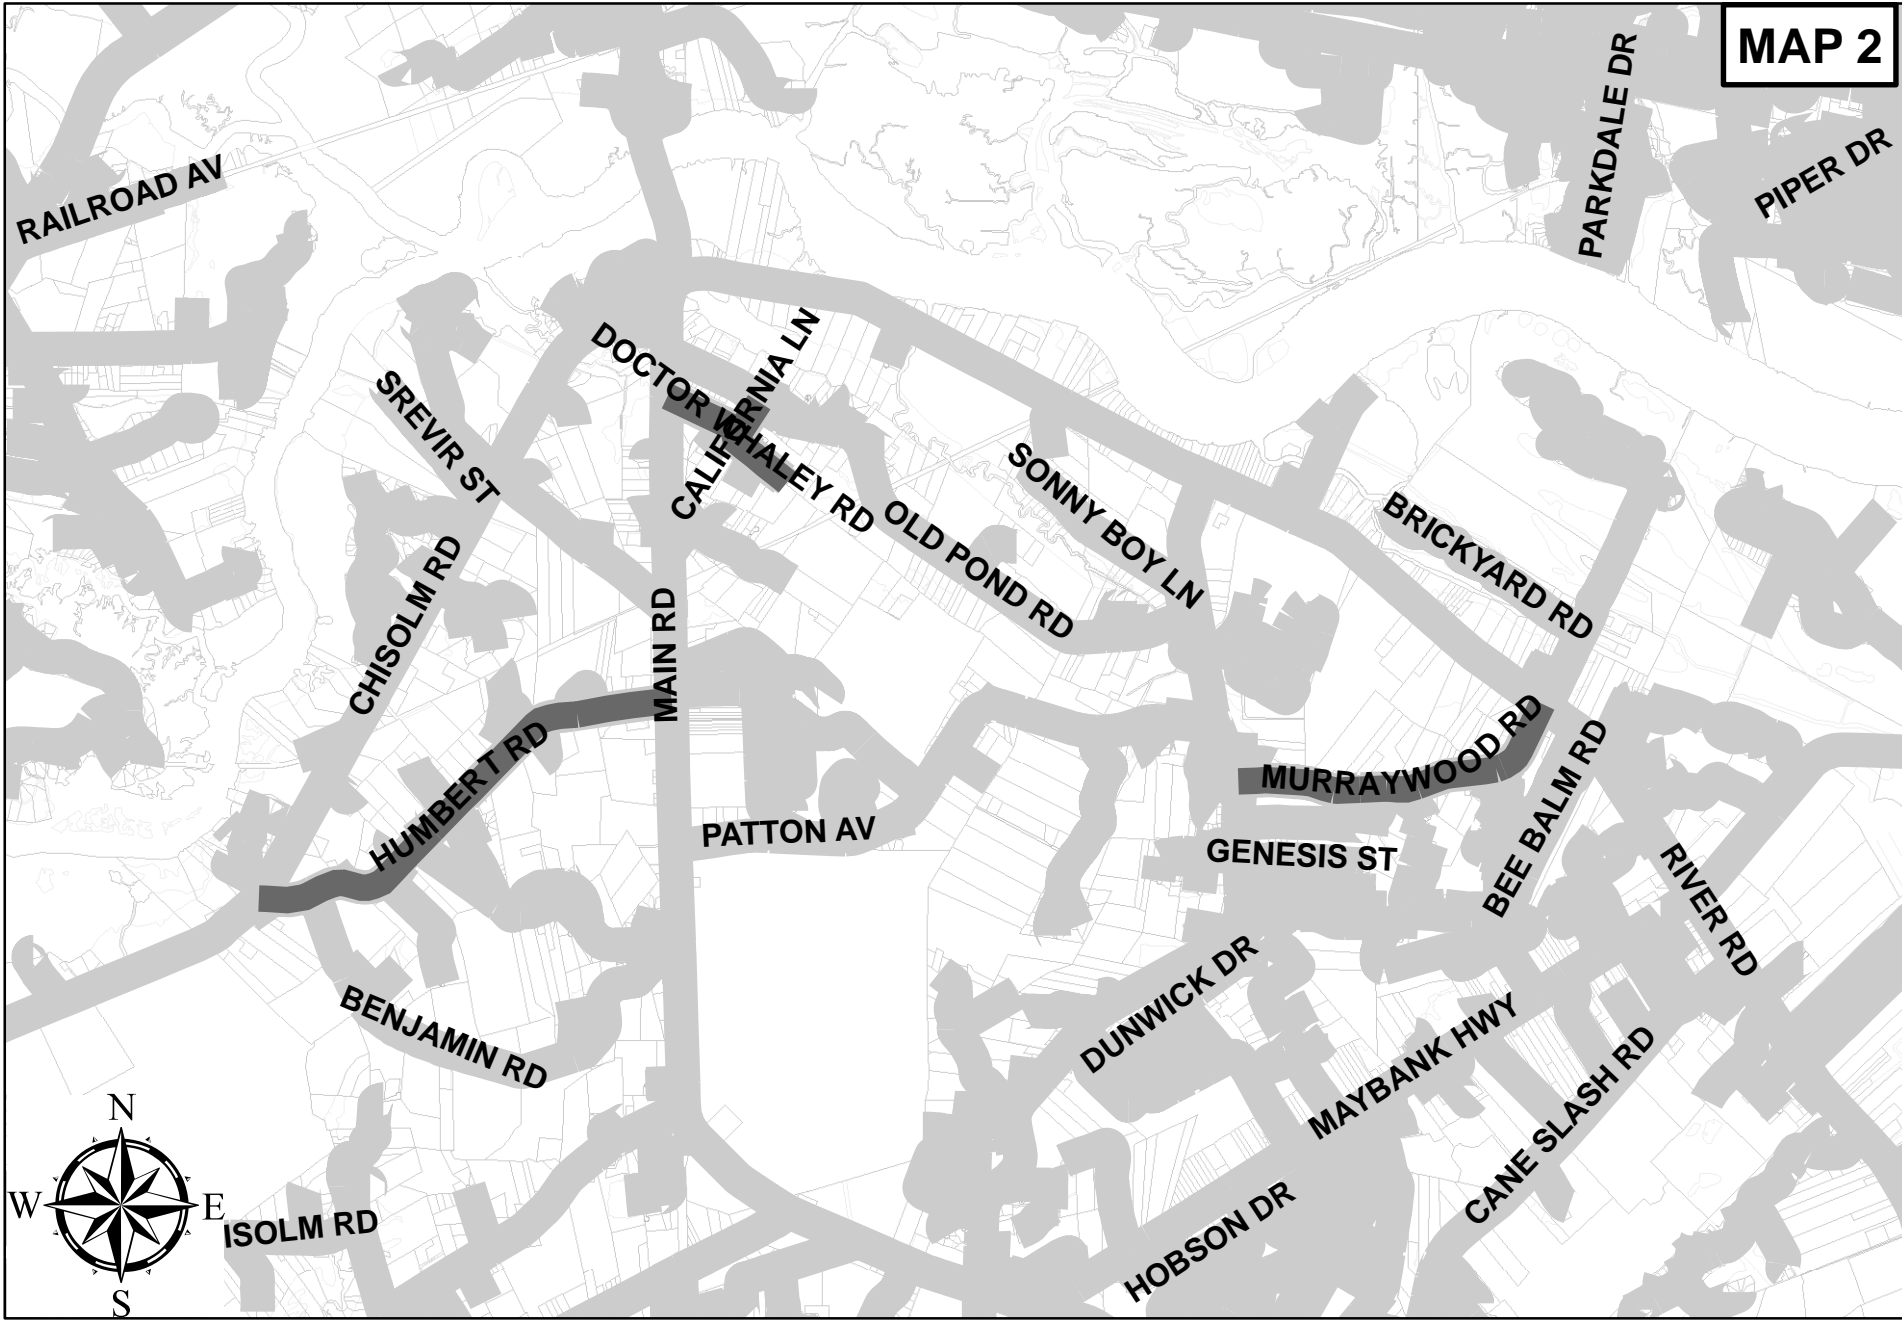 MAP 2
PARKDALE DR
PIPER DR
RAILROAD AV
DOCTOR WHALEY RD
CALIFORNIA LN
SREVIR ST
SONNY BOY LN
BRICKYARD RD
OLD POND RD
CHISOLM RD
MAIN RD
HUMBERT RD
MURRAYWOOD RD
BEE BALM RD
PATTON AV
GENESIS ST
RIVER RD
DUNWICK DR
BENJAMIN RD
MAYBANK HWY
CANE SLASH RD
HOBSON DR
ISOLM RD
N
W
E
S